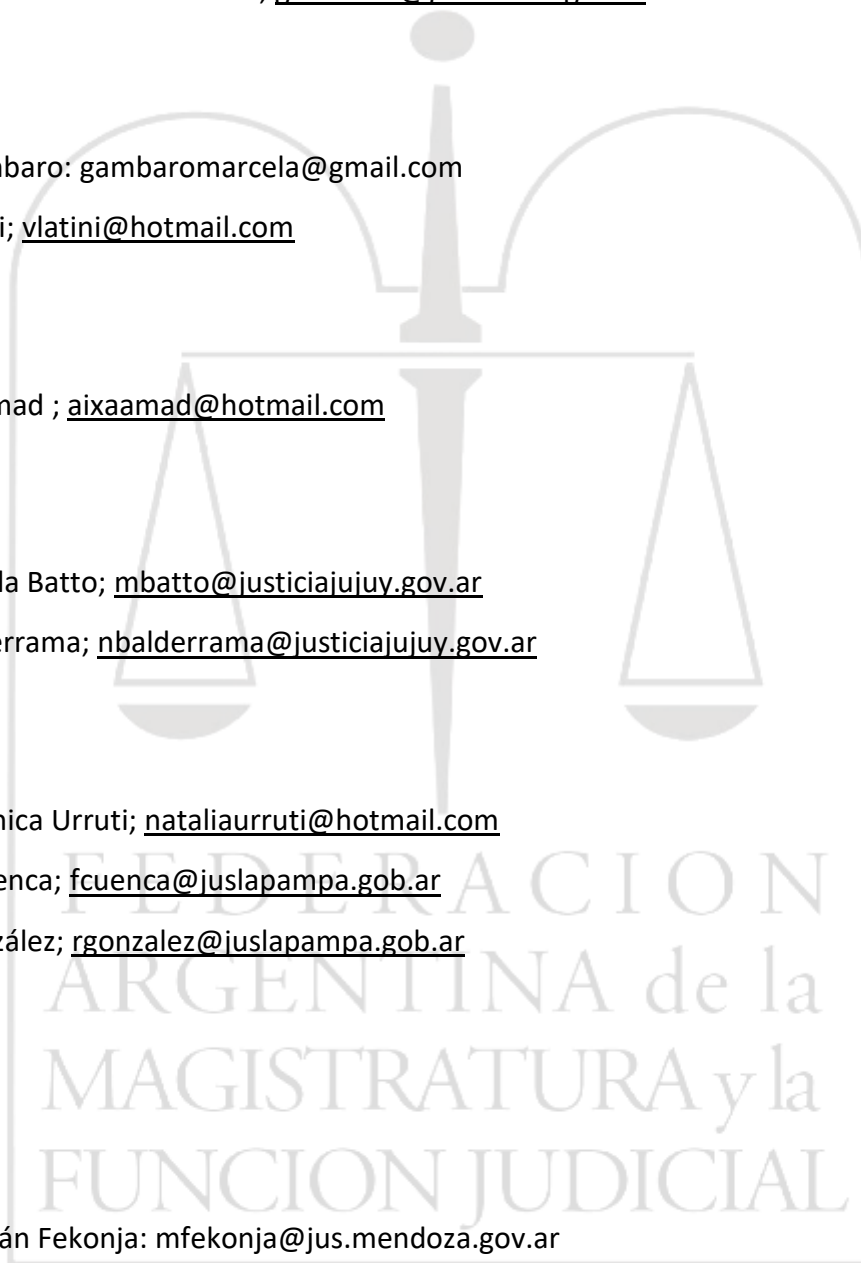 baro: gambaromarcela@gmail.com
i; vlatini@hotmail.com
mad ; aixaamad@hotmail.com
la Batto; mbatto@justiciajujuy.gov.ar
errama; nbalderrama@justiciajujuy.gov.ar
nica Urruti; nataliaurruti@hotmail.com
enca; fcuenca@juslapampa.gob.ar
zález; rgonzalez@juslapampa.gob.ar
FEDERACION
ARGENTINA de la
MAGISTRATURA y la
FUNCION JUDICIAL
án Fekonja: mfekonja@jus.mendoza.gov.ar